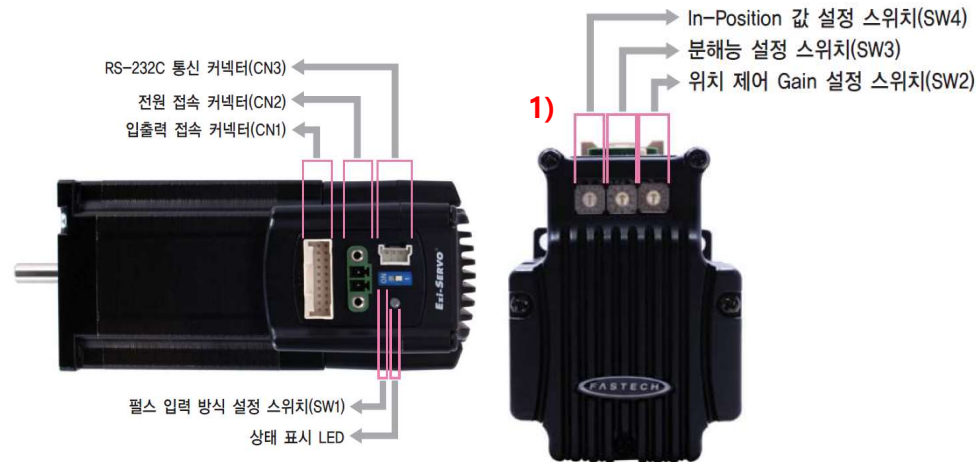 In-Position 값 설정 스위치(SW4)
분해능 설정 스위치(SW3)
위치 제어 Gain 설정 스위치(SW2)
RS-232C 통신 커넥터(CN3)
전원 접속 커넥터(CN2)
입출력 접속 커넥터(CN1)
1)
ON
Ezi-SERVO
FASTECH
펄스 입력 방식 설정 스위치(SW1)
상태 표시 LED